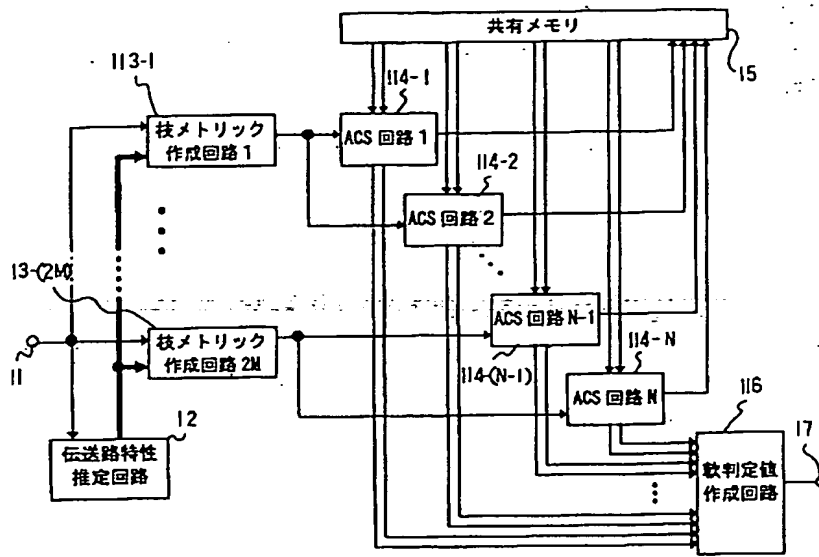 共有メモリ
15
113-1
114-1
枝メトリック
作成回路1
ACS 回路 1
114-2
ACS 回路 2
13-(2M)
ACS 回路 N-1
枝メトリック
作成回路 2M
114-N
11
114-(N-1)
ACS 回路 N
116
12
17
伝送路特性
推定回路
軟判定値
作成回路